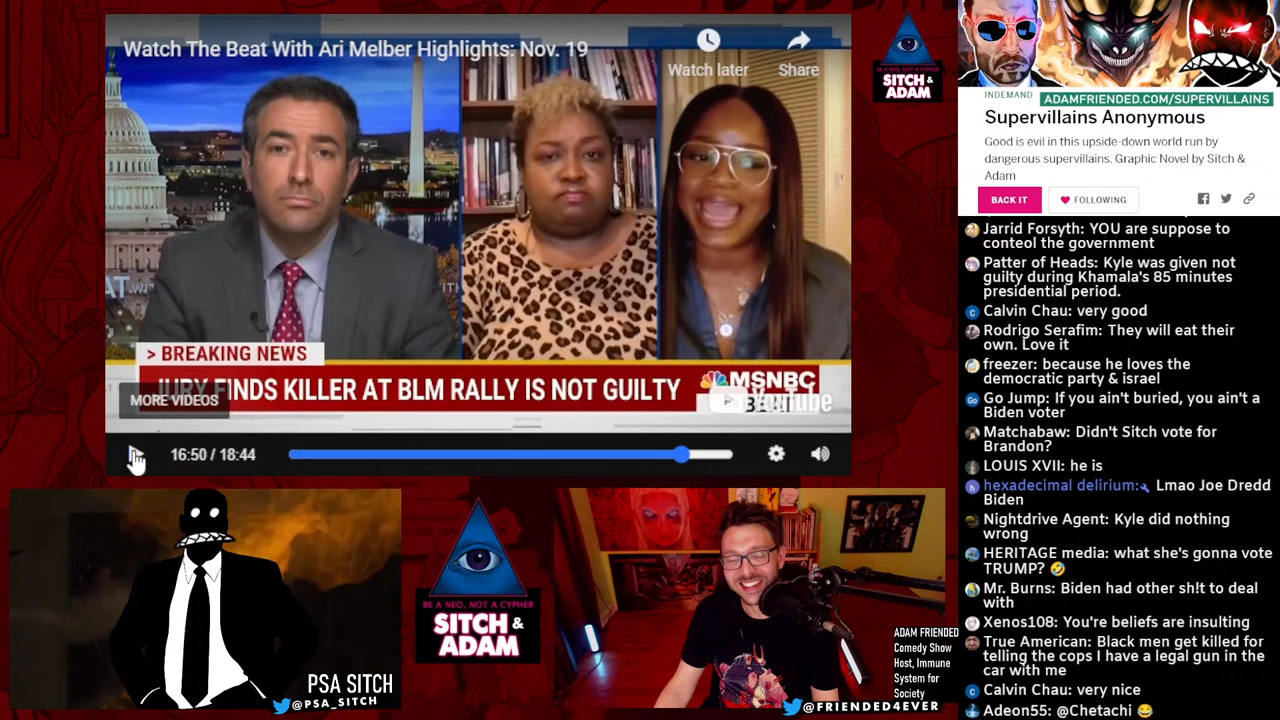 Watch The Beat With Ari Melber Highlights: Nov. 19
Watch later
Share
> BREAKING NEWS
JURY FINDS KILLER AT BLM RALLY IS NOT GUILTY
MSNBC
MORE VIDEOS
YouTube
16:50 / 18:44
BE A NEO, NOT A CYPHER
SITCH &
ADAM
INDEMAND
ADAMFRIENDED.COM/SUPERVILLAINS
Supervillains Anonymous
Good is evil in this upside-down world run by
dangerous supervillains. Graphic Novel by Sitch &
Adam
BACK IT
FOLLOWING
Jarrid Forsyth: YOU are suppose to
conteol the government
Patter of Heads: Kyle was given not
guilty during Khamala's 85 minutes
presidential period.
Calvin Chau: very good
Rodrigo Serafim: They will eat their
own. Love it
freezer: because he loves the
democratic party & israel
Go Jump: If you ain't buried, you ain't a
Biden voter
Matchabaw: Didn't Sitch vote for
Brandon?
LOUIS XVII: he is
hexadecimal delirium: Lmao Joe Dredd
Biden
Nightdrive Agent: Kyle did nothing
wrong
HERITAGE media: what she's gonna vote
TRUMP? 🤣
Mr. Burns: Biden had other sh!t to deal
with
Xenos108: You're beliefs are insulting
True American: Black men get killed for
telling the cops I have a legal gun in the
car with me
Calvin Chau: very nice
Adeon55: @Chetachi 😂
PSA SITCH
@PSA_SITCH
BE A NEO, NOT A CYPHER
SITCH &
ADAM
ADAM FRIENDED
Comedy Show
Host, Immune
System for
Society
@FRIENDED4EVER